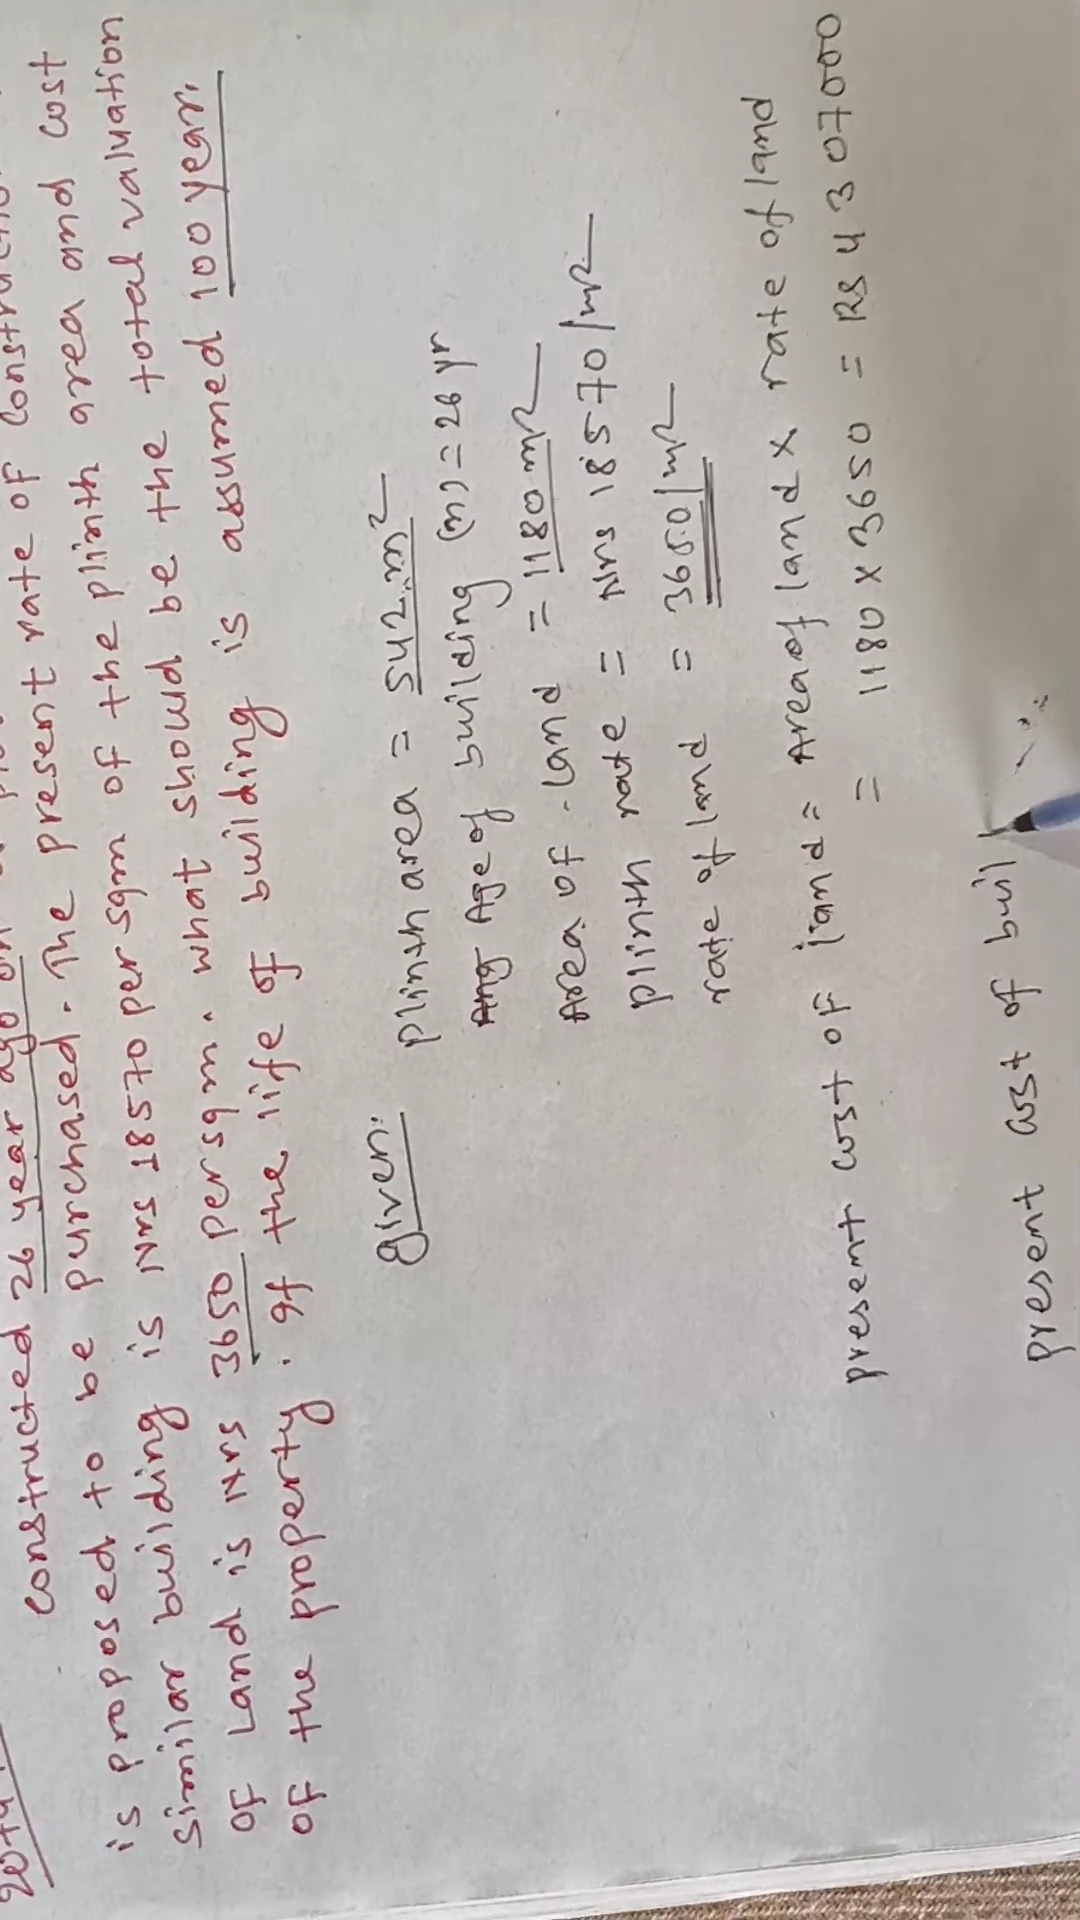 2071.
constructed 26 year ago on
is proposed to be purchased. The present rate of construction
similar building is Nrs 18570 per sqm of the plinth area and cost
of Land is Nrs 3650 per sqm. what should be the total valuation
of the property. If the life of building is assumed 100 year.
Given: plinth area = 542 m2
Age of building (n) = 26 yr
Area of Land = 1180 m2
plinth rate = Nrs 18570/m2
rate of land = 3650/m2
present cost of land = Area of land x rate of land
= 1180 x 3650 = Rs 4307000
present cost of buil